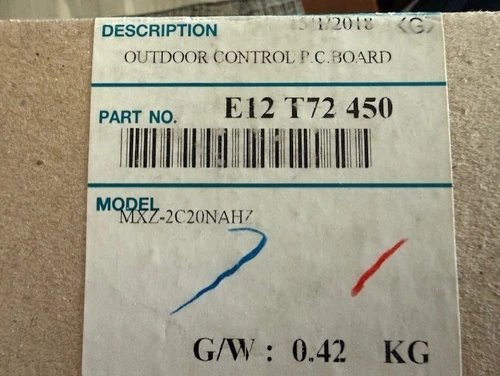 DESCRIPTION
OUTDOOR CONTROL P.C.BOARD
PART NO. E12 T72 450
MODEL
MXZ-2C20NAHZ
G/W : 0.42 KG